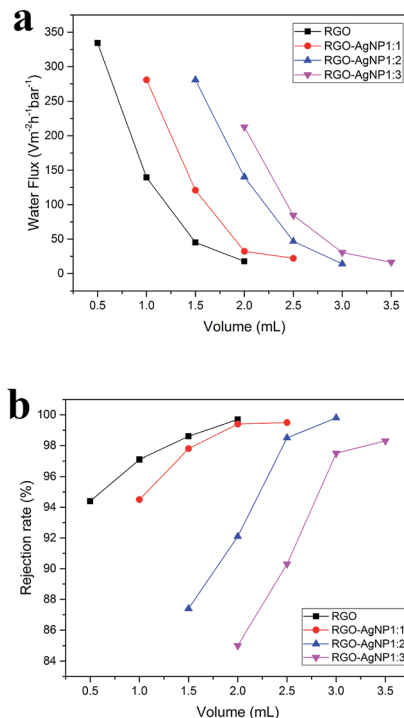 a
350
300
250
200
150
100
50
0
Water Flux (Vm⁻²h⁻¹bar⁻¹)
RGO
RGO-AgNP1:1
RGO-AgNP1:2
RGO-AgNP1:3
0.5 1.0 1.5 2.0 2.5 3.0 3.5
Volume (mL)
b
100
98
96
94
92
90
88
86
84
Rejection rate (%)
RGO
RGO-AgNP1:1
RGO-AgNP1:2
RGO-AgNP1:3
0.5 1.0 1.5 2.0 2.5 3.0 3.5
Volume (mL)